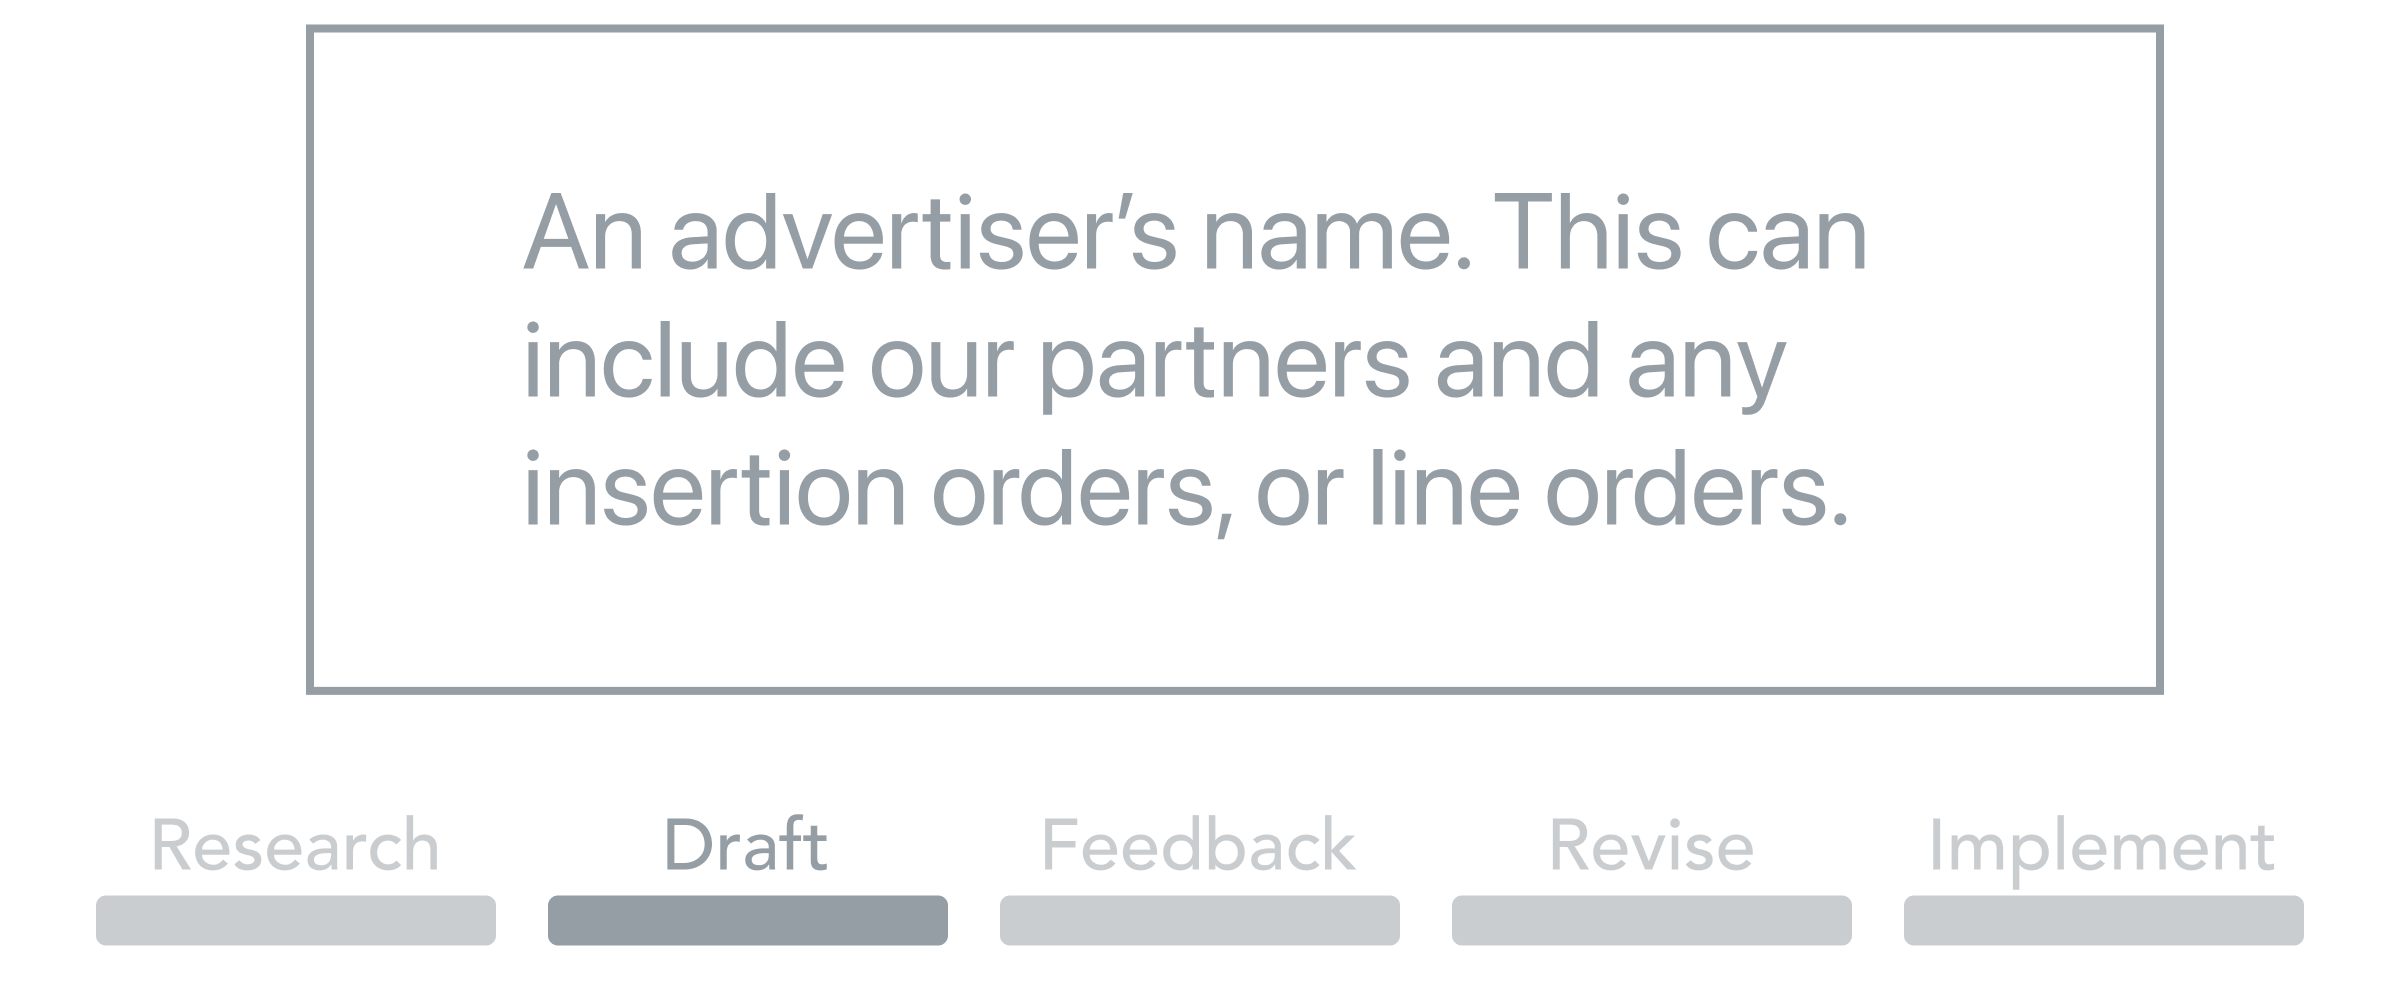 An advertiser’s name. This can
include our partners and any
insertion orders, or line orders.
Research
Draft
Feedback
Revise
Implement